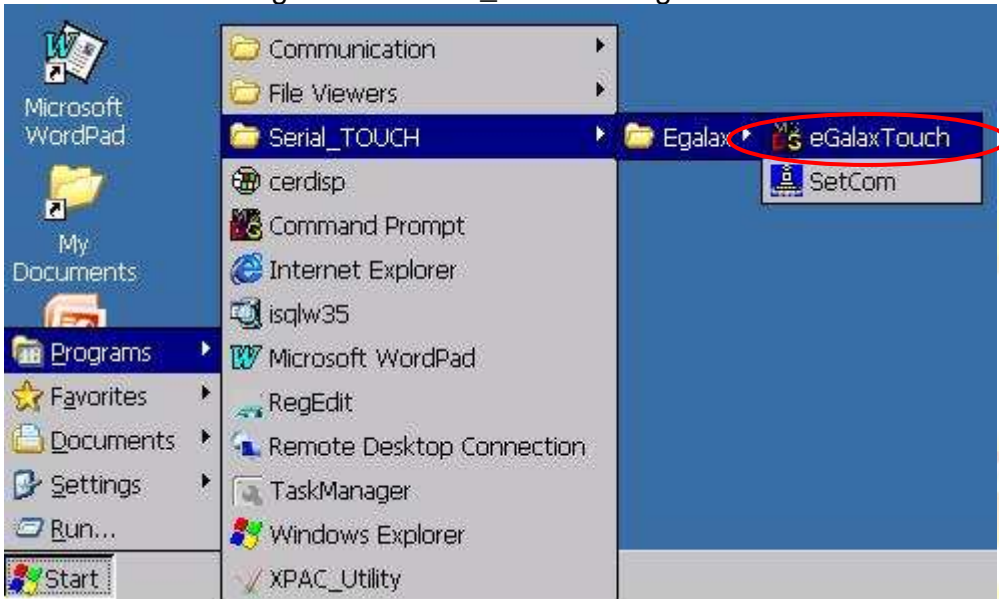 Microsoft
WordPad
My
Documents
Programs
Favorites
Documents
Settings
Run...
Start
Communication
File Viewers
Serial_TOUCH
cerdisp
Command Prompt
Internet Explorer
isqlw35
Microsoft WordPad
RegEdit
Remote Desktop Connection
TaskManager
Windows Explorer
XPAC_Utility
Egalax
eGalaxTouch
SetCom